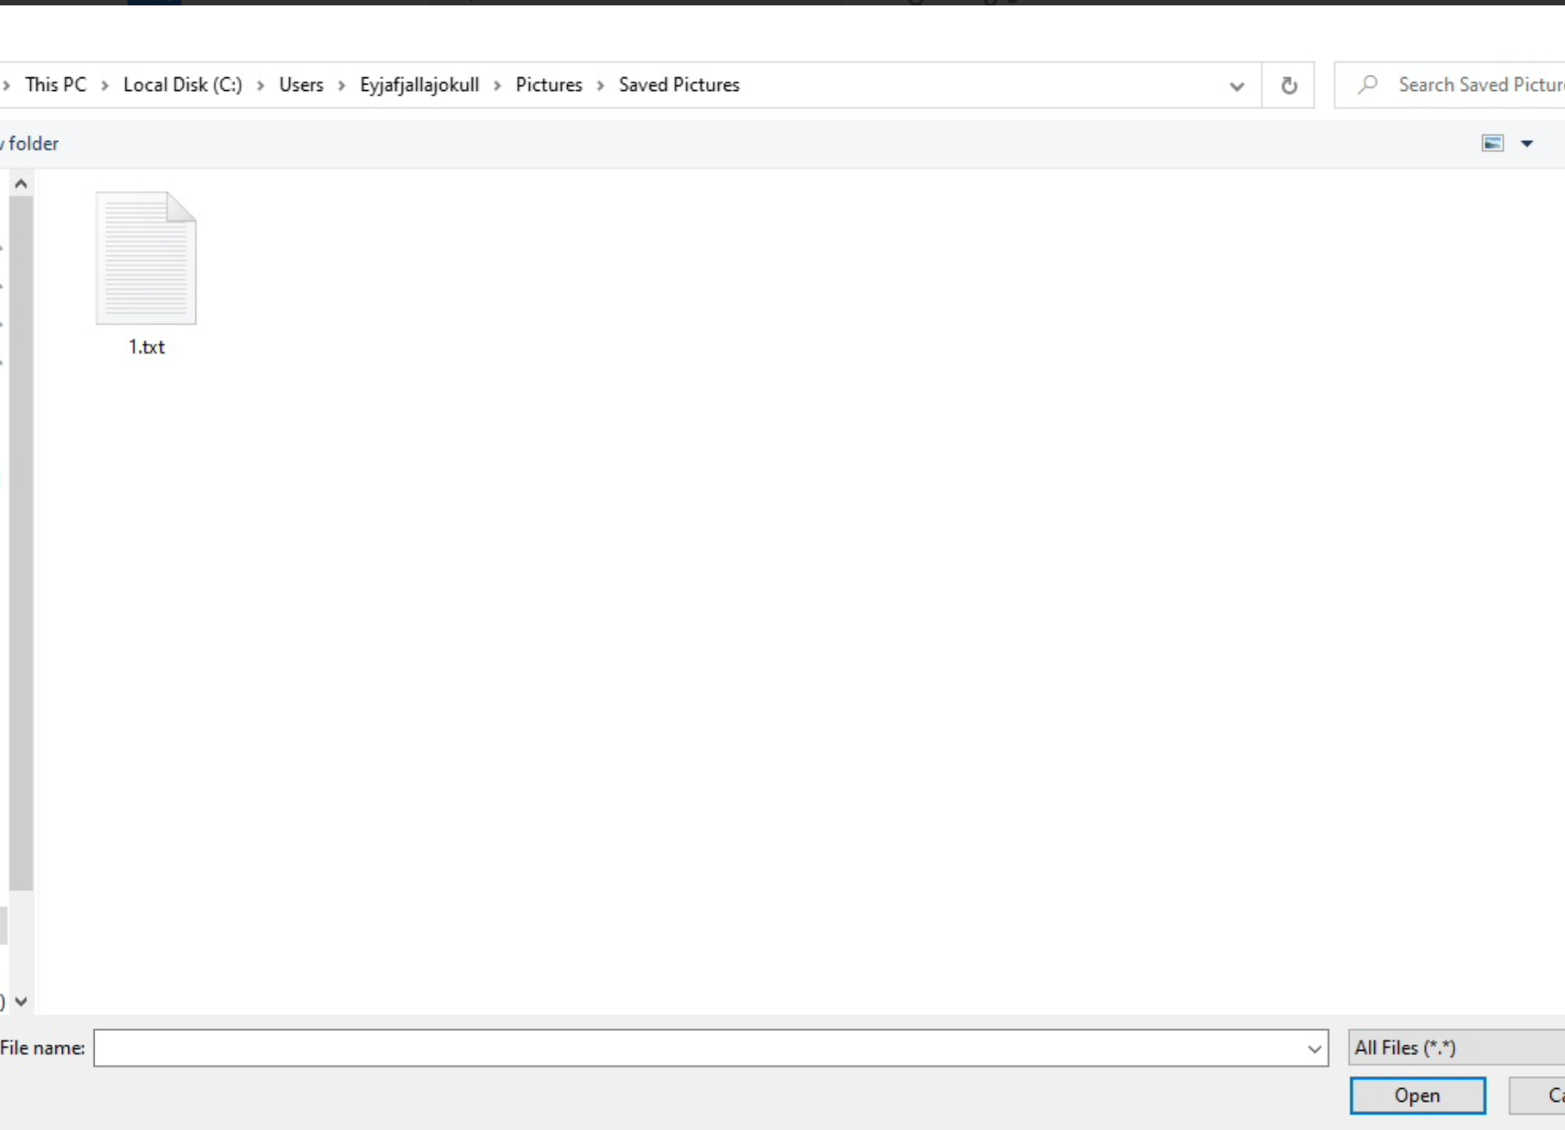 This PC > Local Disk (C:) > Users > Eyjafjallajokull > Pictures > Saved Pictures
Search Saved
folder
1.txt
File name:
All Files (*.*)
Open